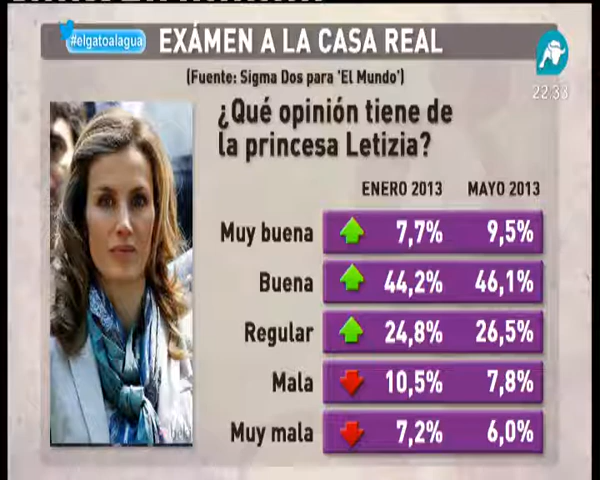 #elgatoalagua
EXÁMEN A LA CASA REAL
(Fuente: Sigma Dos para 'El Mundo')
22:33
¿Qué opinión tiene de
la princesa Letizia?
ENERO 2013 MAYO 2013
Muy buena 7,7% 9,5%
Buena 44,2% 46,1%
Regular 24,8% 26,5%
Mala 10,5% 7,8%
Muy mala 7,2% 6,0%